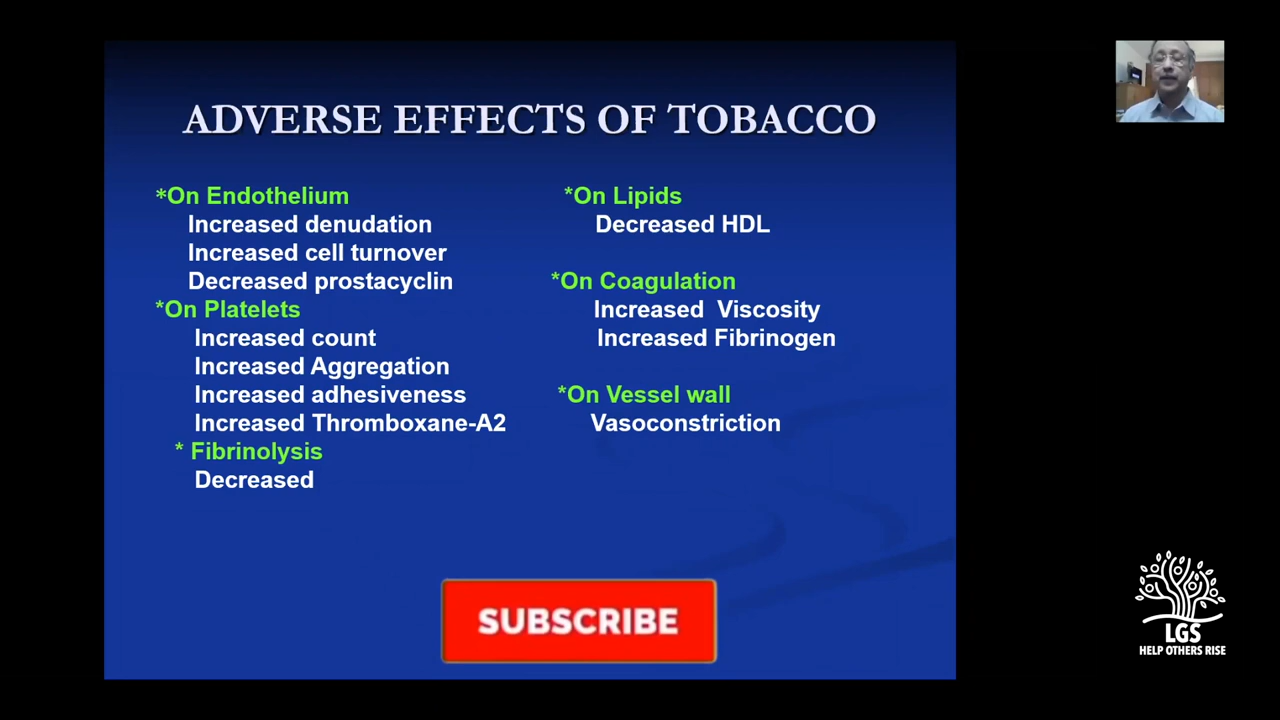 ADVERSE EFFECTS OF TOBACCO
*On Endothelium
Increased denudation
Increased cell turnover
Decreased prostacyclin
*On Platelets
Increased count
Increased Aggregation
Increased adhesiveness
Increased Thromboxane-A2
* Fibrinolysis
Decreased
*On Lipids
Decreased HDL
*On Coagulation
Increased Viscosity
Increased Fibrinogen
*On Vessel wall
Vasoconstriction
SUBSCRIBE
LGS
HELP OTHERS RISE